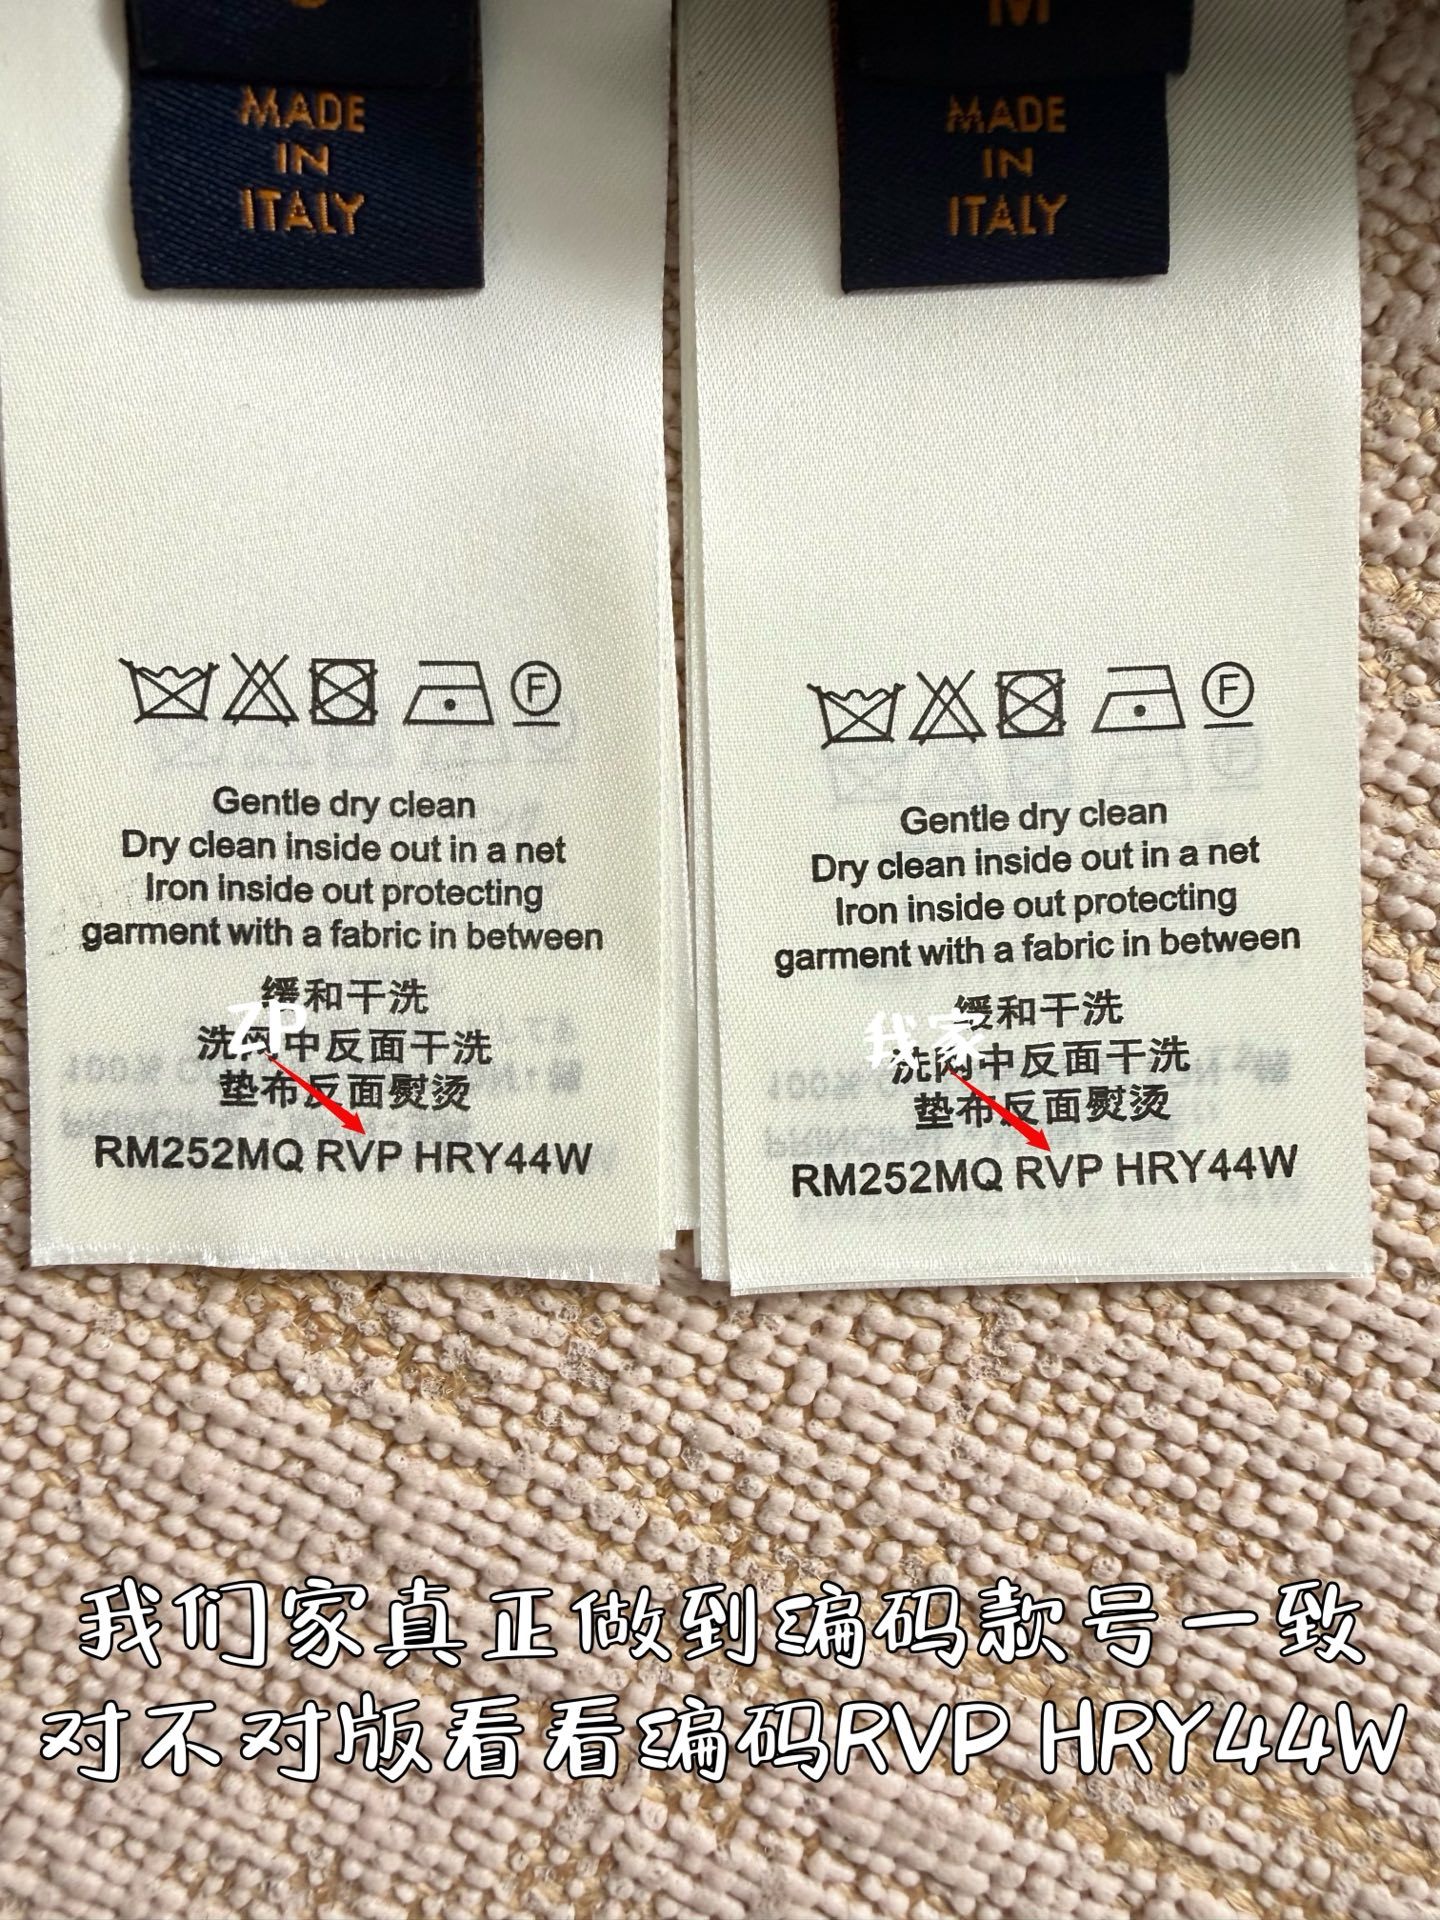 MADE
IN
ITALY
M
MADE
IN
ITALY
F
Gentle dry clean
Dry clean inside out in a net
Iron inside out protecting
garment with a fabric in between
缓和干洗
洗网中反面干洗
垫布反面熨烫
RM252MQ RVP HRY44W
ZP
F
Gentle dry clean
Dry clean inside out in a net
Iron inside out protecting
garment with a fabric in between
缓和干洗
洗网中反面干洗
垫布反面熨烫
RM252MQ RVP HRY44W
我家
我们家真正做到编码款号一致
对不对版看看编码RVP HRY44W